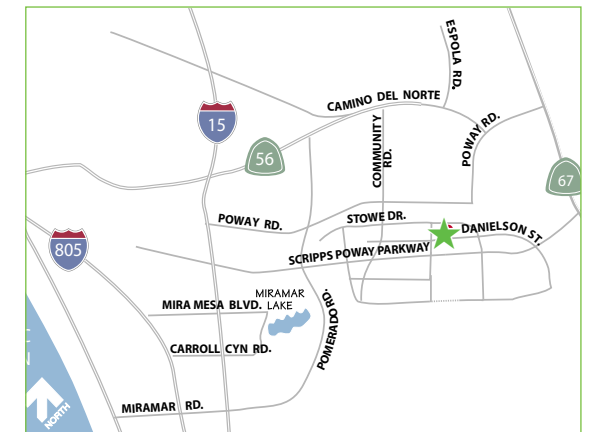 ESPOLA RD.
CAMINO DEL NORTE
15
COMMUNITY
RD.
POWAY RD.
56
67
POWAY RD.
STOWE DR.
DANIELSON ST.
805
SCRIPPS POWAY PARKWAY
MIRAMAR
LAKE
MIRA MESA BLVD.
POMERADO RD.
CARROLL CYN RD.
MIRAMAR RD.
NORTH